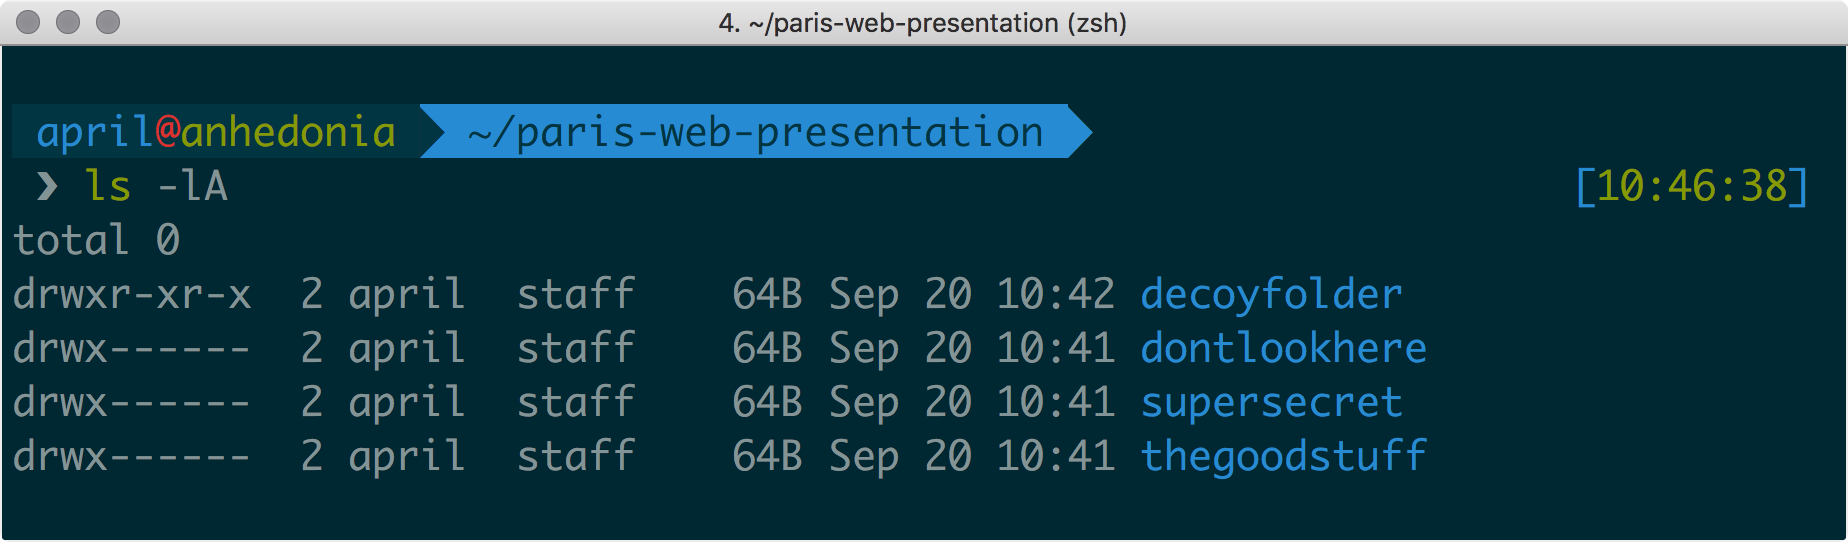 4. ~/paris-web-presentation (zsh)
april@anhedonia ~/paris-web-presentation
❯ ls -lA [10:46:38]
total 0
drwxr-xr-x  2 april  staff    64B Sep 20 10:42 decoyfolder
drwx------  2 april  staff    64B Sep 20 10:41 dontlookhere
drwx------  2 april  staff    64B Sep 20 10:41 supersecret
drwx------  2 april  staff    64B Sep 20 10:41 thegoodstuff